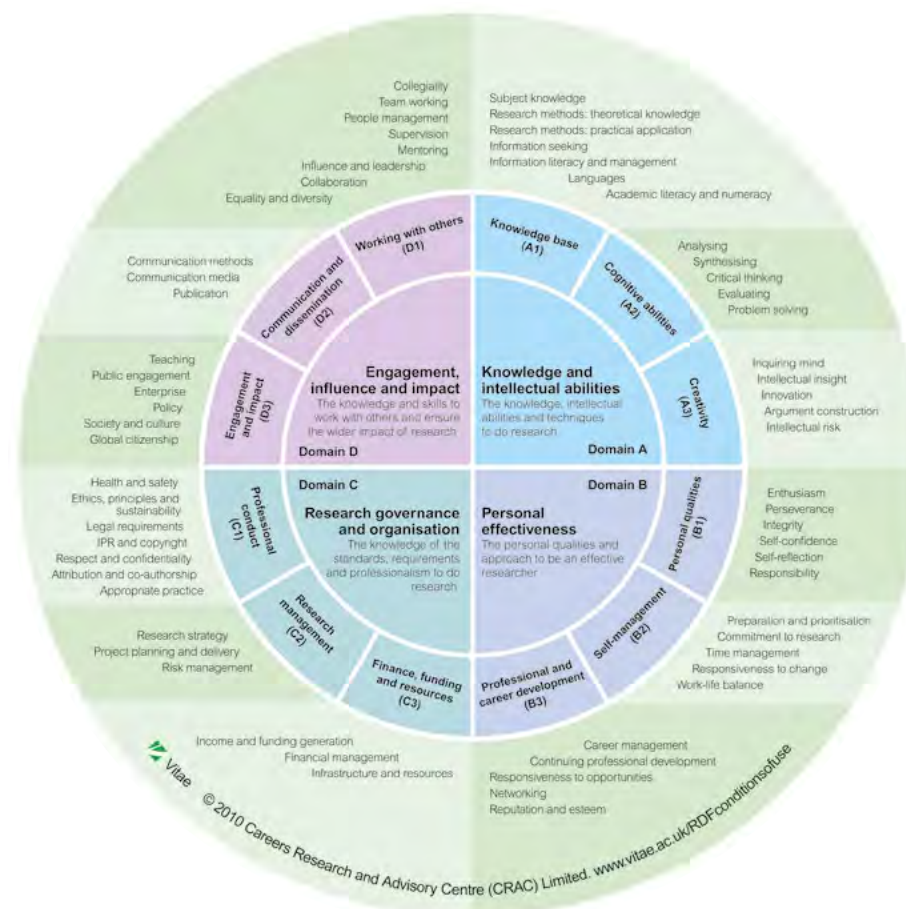 Collegiality
Team working
People management
Supervision
Mentoring
Influence and leadership
Collaboration
Equality and diversity
Subject knowledge
Research methods: theoretical knowledge
Research methods: practical application
Information seeking
Information literacy and management
Languages
Academic literacy and numeracy
Working with others
(D1)
Knowledge base
(A1)
Communication methods
Communication media
Publication
Communication and
dissemination
(D2)
Cognitive abilities
(A2)
Analysing
Synthesising
Critical thinking
Evaluating
Problem solving
Teaching
Public engagement
Enterprise
Policy
Society and culture
Global citizenship
Engagement
and impact
(D3)
Engagement,
influence and impact
The knowledge and skills to
work with others and ensure
the wider impact of research.
Domain D
Knowledge and
intellectual abilities
The knowledge, intellectual
abilities and techniques
to do research.
Domain A
Creativity
(A3)
Inquiring mind
Intellectual insight
Innovation
Argument construction
Intellectual risk
Health and safety
Ethics, principles and
sustainability
Legal requirements
IPR and copyright
Respect and confidentiality
Attribution and co-authorship
Appropriate practice
Professional
conduct
(C1)
Domain C
Research governance
and organisation
The knowledge of the
standards, requirements
and professionalism to do
research.
Domain B
Personal
effectiveness
The personal qualities and
approach to be an effective
researcher.
Personal qualities
(B1)
Enthusiasm
Perseverance
Integrity
Self-confidence
Self-reflection
Responsibility
Research strategy
Project planning and delivery
Risk management
Research
management
(C2)
Self-management
(B2)
Preparation and prioritisation
Commitment to research
Time management
Responsiveness to change
Work-life balance
Finance, funding
and resources
(C3)
Professional and
career development
(B3)
Income and funding generation
Financial management
Infrastructure and resources
Career management
Continuing professional development
Responsiveness to opportunities
Networking
Reputation and esteem
Vitae © 2010 Careers Research and Advisory Centre (CRAC) Limited. www.vitae.ac.uk/RDFconditionsofuse